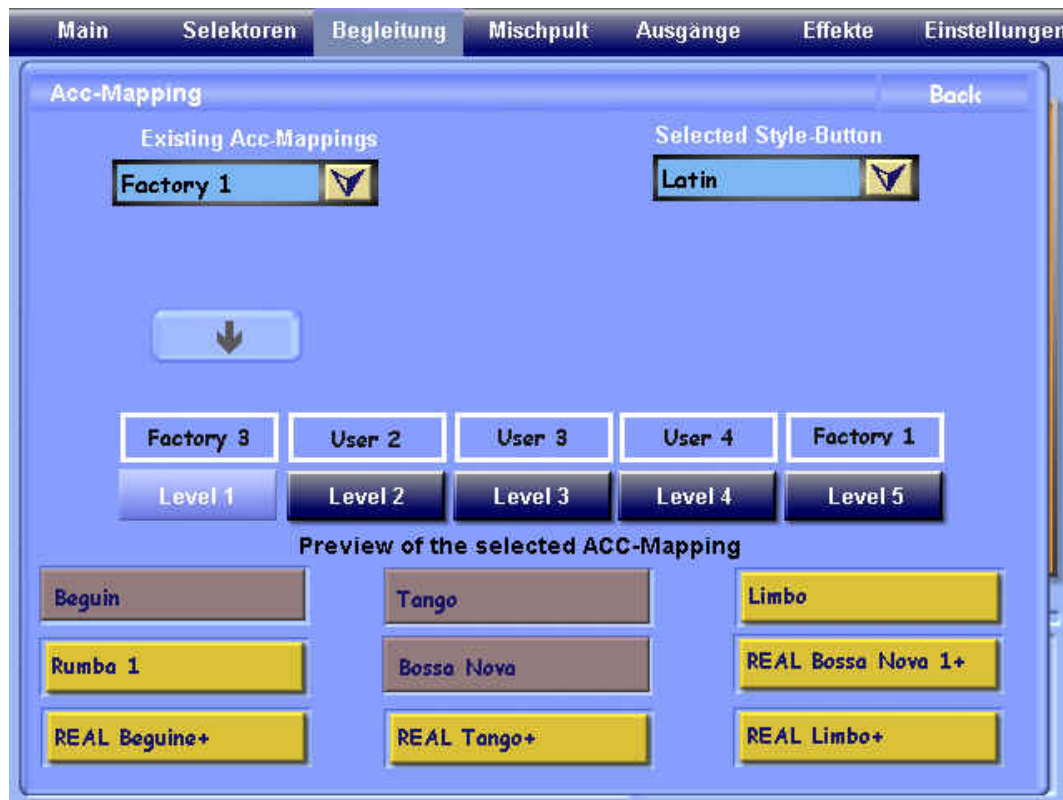 Main Selektoren Begleitung Mischpult Ausgänge Effekte Einstellungen
Acc-Mapping Back
Existing Acc-Mappings Selected Style-Button
Factory 1 Latin
Factory 3 User 2 User 3 User 4 Factory 1
Level 1 Level 2 Level 3 Level 4 Level 5
Preview of the selected ACC-Mapping
Beguin Tango Limbo
Rumba 1 Bossa Nova REAL Bossa Nova 1+
REAL Beguine+ REAL Tango+ REAL Limbo+